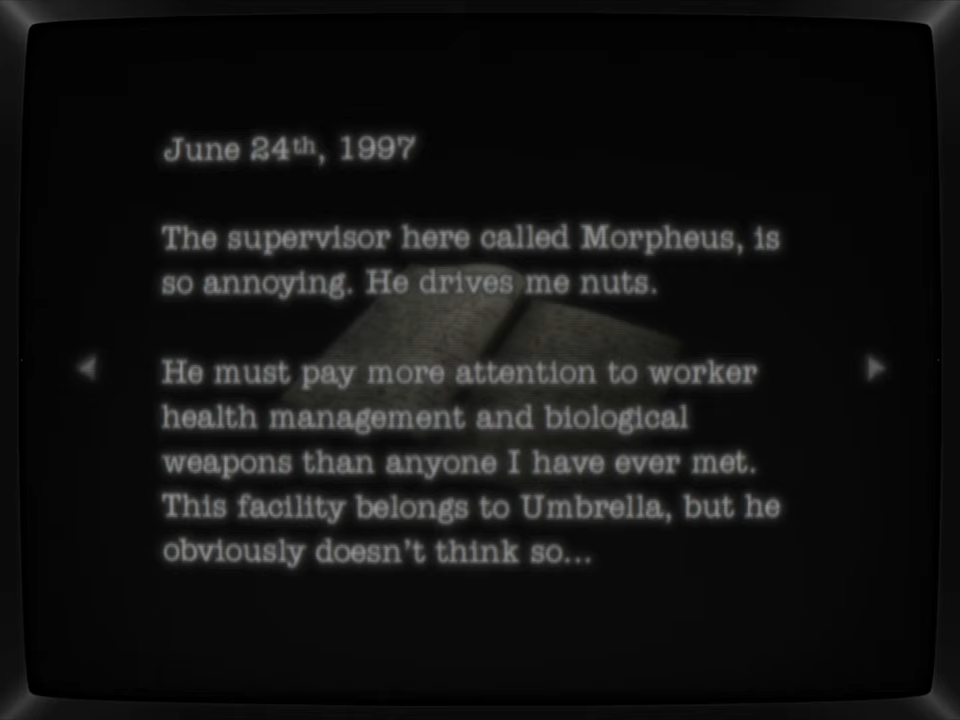 June 24th, 1997
The supervisor here called Morpheus, is
so annoying. He drives me nuts.
He must pay more attention to worker
health management and biological
weapons than anyone I have ever met.
This facility belongs to Umbrella, but he
obviously doesn't think so...